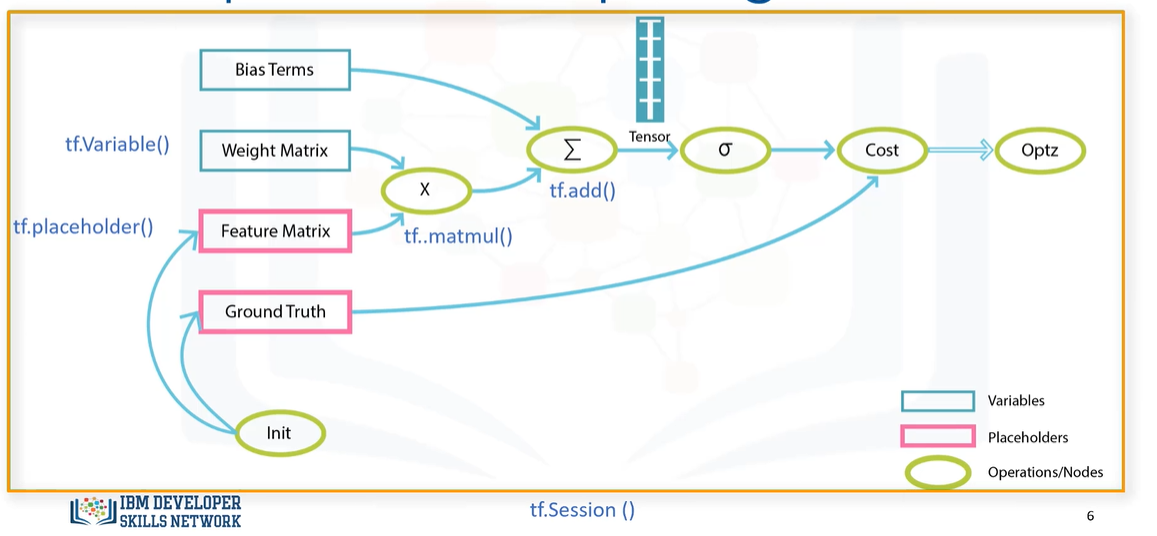 Bias Terms
tf.Variable()
Weight Matrix
tf.placeholder()
Feature Matrix
Ground Truth
Init
X
tf..matmul()
Σ
tf.add()
Tensor
σ
Cost
Optz
Variables
Placeholders
Operations/Nodes
IBM DEVELOPER
SKILLS NETWORK
tf.Session ()
6